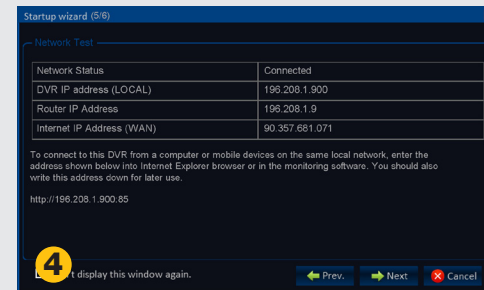 Startup wizard (5/6)
Network Test
Network Status Connected
DVR IP address (LOCAL) 196.208.1.900
Router IP Address 196.208.1.9
Internet IP Address (WAN) 90.357.681.071
To connect to this DVR from a computer or mobile devices on the same local network, enter the
address shown below into Internet Explorer browser or in the monitoring software. You should also
write this address down for later use.
http://196.208.1.900:85
4
display this window again.
Prev. Next Cancel